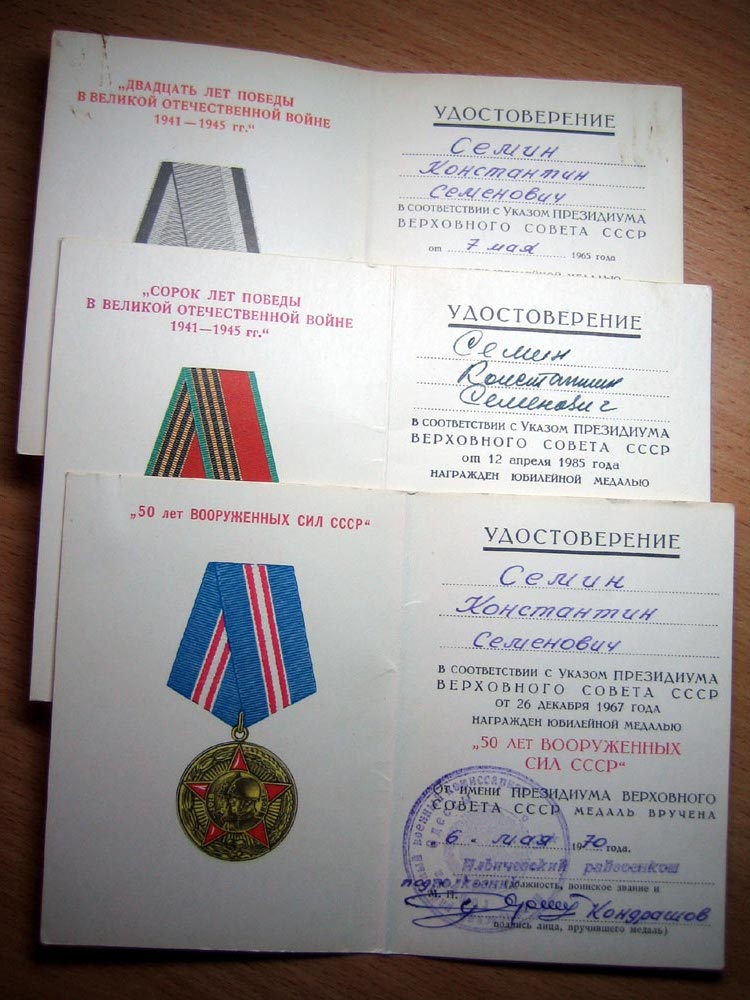 „ДВАДЦАТЬ ЛЕТ ПОБЕДЫ
В ВЕЛИКОЙ ОТЕЧЕСТВЕННОЙ ВОЙНЕ
1941—1945 гг.“
УДОСТОВЕРЕНИЕ
Семин
Константин
Семенович
В СООТВЕТСТВИИ С УКАЗОМ ПРЕЗИДИУМА
ВЕРХОВНОГО СОВЕТА СССР
от 7 мая 1965 года
„СОРОК ЛЕТ ПОБЕДЫ
В ВЕЛИКОЙ ОТЕЧЕСТВЕННОЙ ВОЙНЕ
1941—1945 гг.“
УДОСТОВЕРЕНИЕ
Семин
Константин
Семенович
В СООТВЕТСТВИИ С УКАЗОМ ПРЕЗИДИУМА
ВЕРХОВНОГО СОВЕТА СССР
от 12 апреля 1985 года
НАГРАЖДЕН ЮБИЛЕЙНОЙ МЕДАЛЬЮ
„50 лет ВООРУЖЕННЫХ СИЛ СССР“
УДОСТОВЕРЕНИЕ
Семин
Константин
Семенович
В СООТВЕТСТВИИ С УКАЗОМ ПРЕЗИДИУМА
ВЕРХОВНОГО СОВЕТА СССР
ОТ 26 ДЕКАБРЯ 1967 ГОДА
НАГРАЖДЕН ЮБИЛЕЙНОЙ МЕДАЛЬЮ
„50 ЛЕТ ВООРУЖЕННЫХ
СИЛ СССР“
ОТ ИМЕНИ ПРЕЗИДИУМА ВЕРХОВНОГО
СОВЕТА СССР МЕДАЛЬ ВРУЧЕНА
6. мая 1970 года.
Ильичевский райвоенком
подполковник (должность, воинское звание и
М. П. Кондрашов
подпись лица, вручившего медаль)